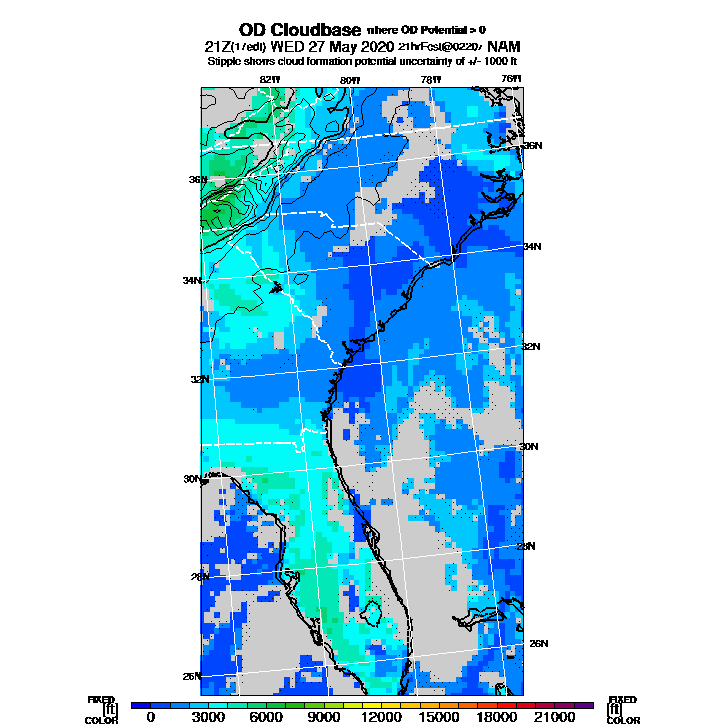 OD Cloudbase where OD Potential > 0
21Z(17edt) WED 27 May 2020 21hrFcst@0220z NAM
Stipple shows cloud formation potential uncertainty of +/- 1000 ft
82W 80W 78W 76W
36N
36N
34N
34N
32N
32N
30N
30N
28N
28N
26N
26N
FIXED FIXED
[ft] [ft]
COLOR COLOR
0 3000 6000 9000 12000 15000 18000 21000